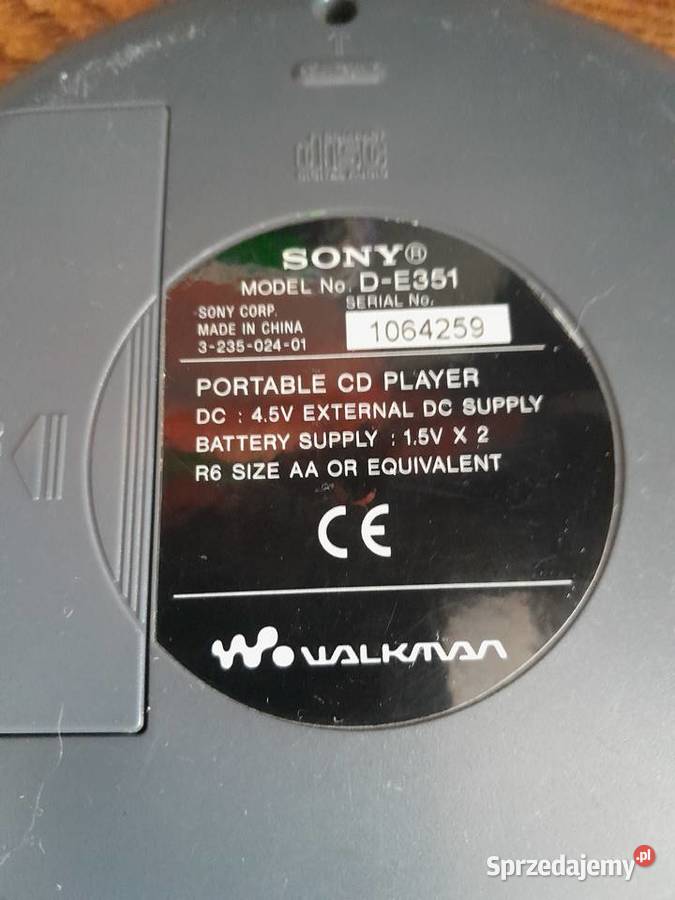 SONY®
MODEL No. D-E351
SERIAL No.
SONY CORP.
MADE IN CHINA
3-235-024-01
1064259
PORTABLE CD PLAYER
DC : 4.5V EXTERNAL DC SUPPLY
BATTERY SUPPLY : 1.5V X 2
R6 SIZE AA OR EQUIVALENT
CE
WALKMAN
Sprzedajemy.pl